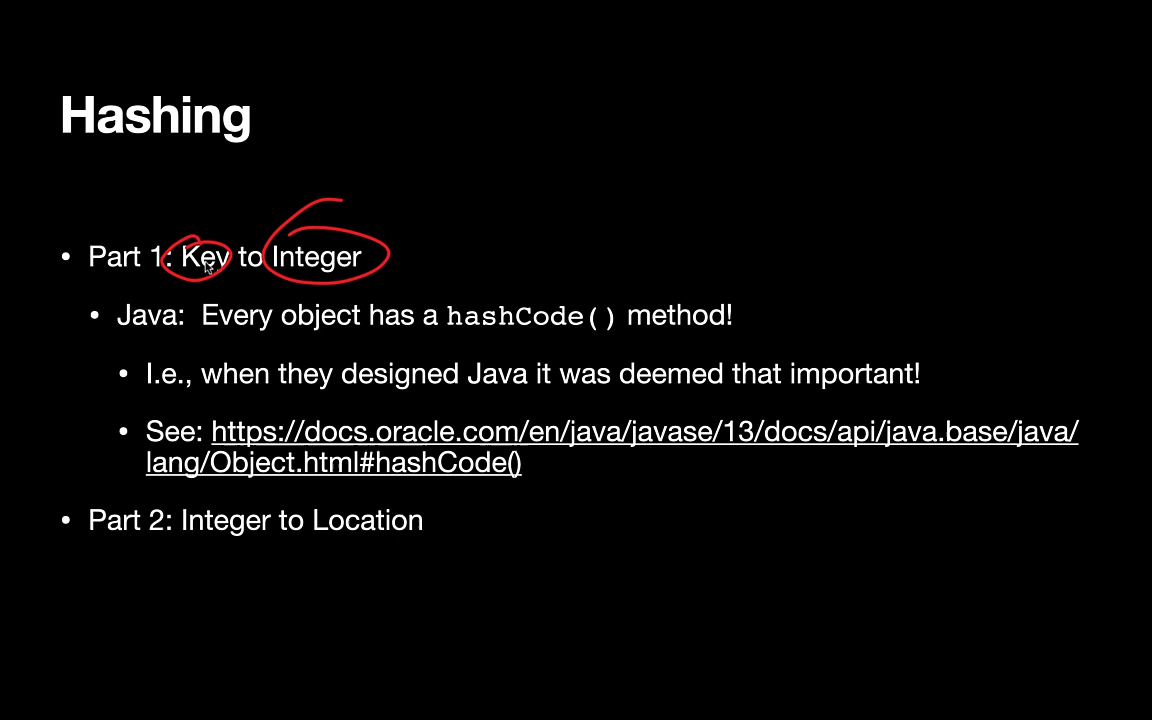 Hashing
• Part 1: Key to Integer
• Java: Every object has a hashCode() method!
• I.e., when they designed Java it was deemed that important!
• See: https://docs.oracle.com/en/java/javase/13/docs/api/java.base/java/
lang/Object.html#hashCode()
• Part 2: Integer to Location